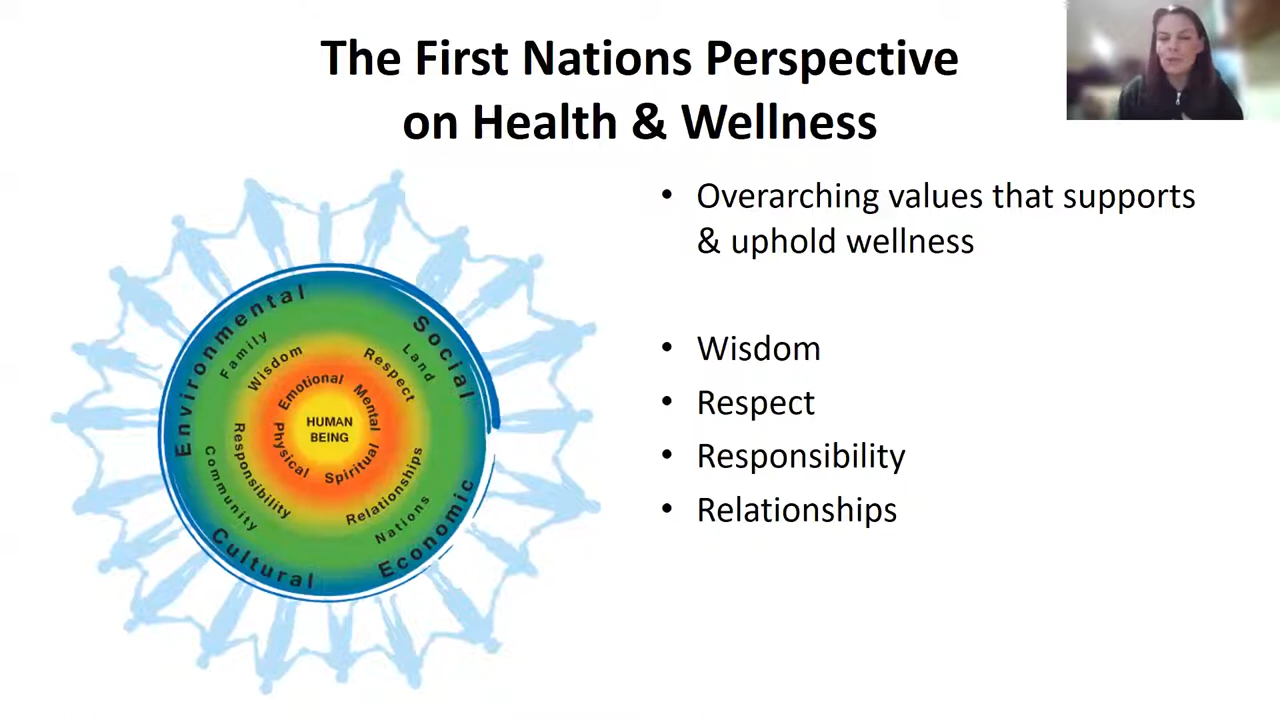 The First Nations Perspective
on Health & Wellness
• Overarching values that supports
& uphold wellness
• Wisdom
• Respect
• Responsibility
• Relationships
Environmental
Social
Economic
Cultural
Family
Land
Nations
Community
Wisdom
Respect
Relationships
Responsibility
Emotional
Mental
Spiritual
Physical
HUMAN
BEING